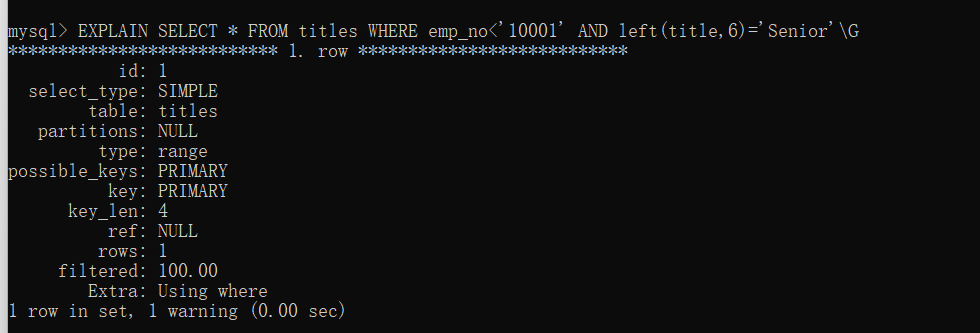 mysql> EXPLAIN SELECT * FROM titles WHERE emp_no<'10001' AND left(title,6)='Senior'\G
*************************** 1. row ***************************
id: 1
select_type: SIMPLE
table: titles
partitions: NULL
type: range
possible_keys: PRIMARY
key: PRIMARY
key_len: 4
ref: NULL
rows: 1
filtered: 100.00
Extra: Using where
1 row in set, 1 warning (0.00 sec)